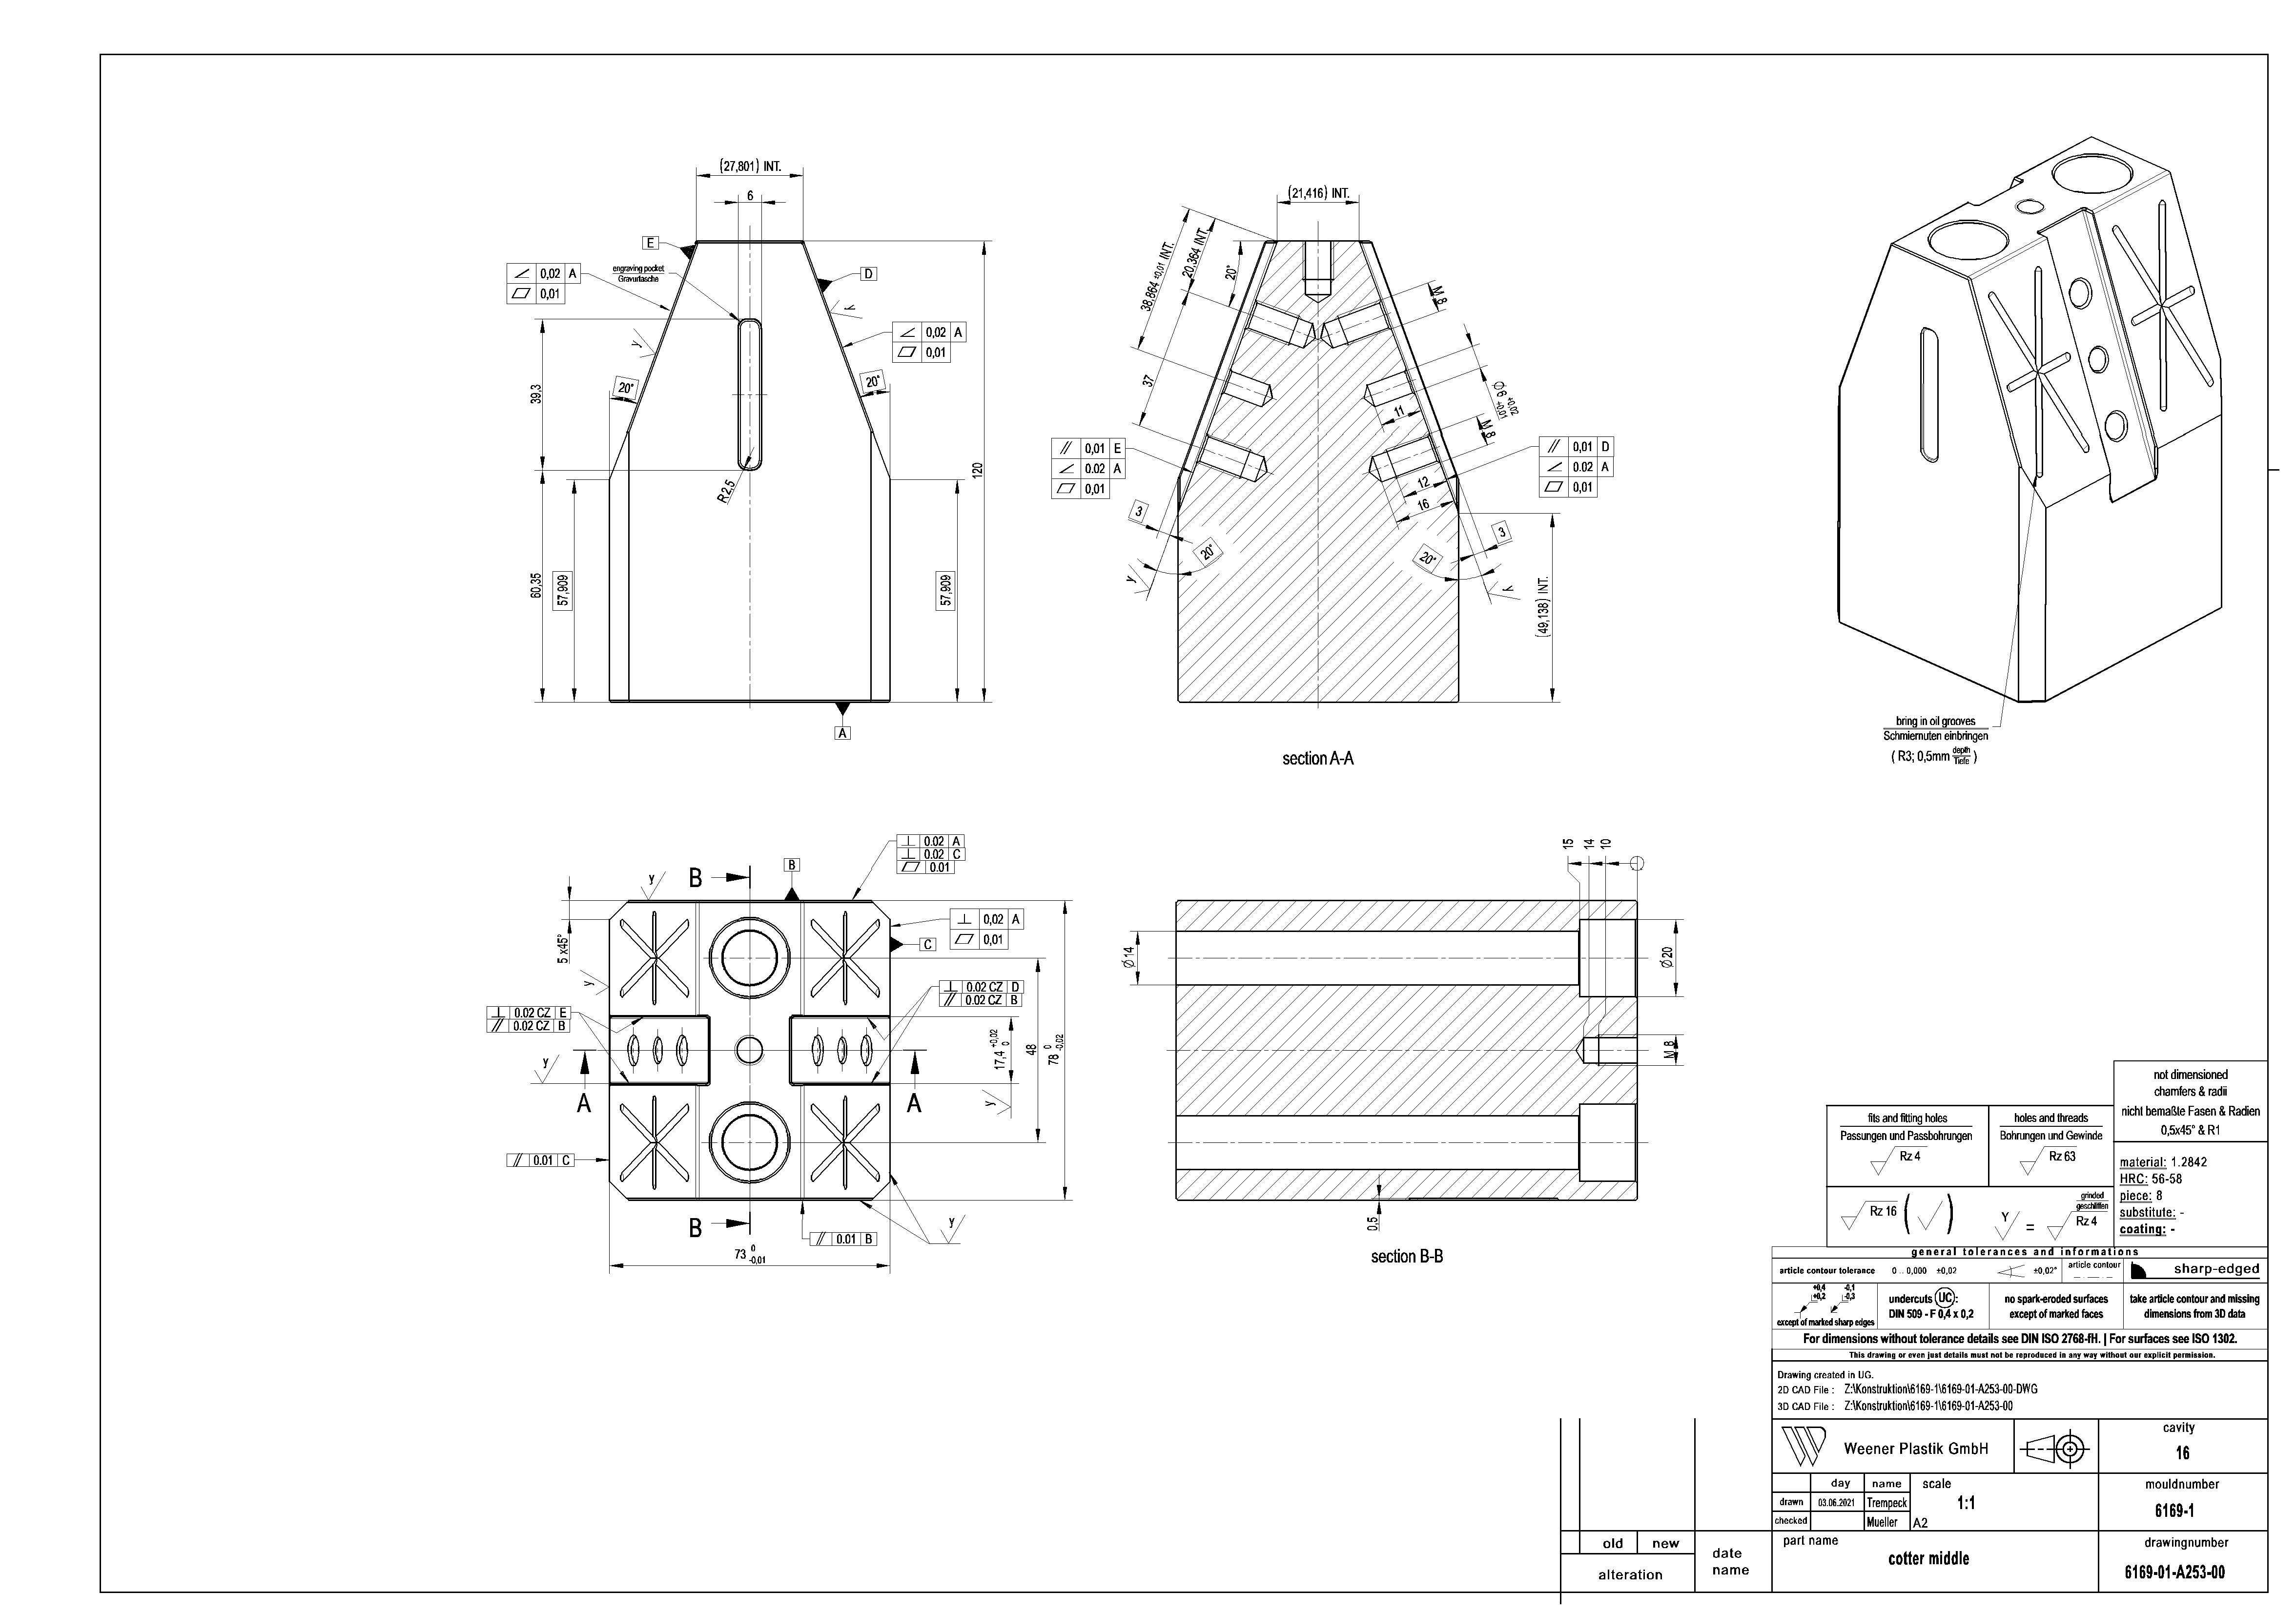 (27,801) INT.
6
E
∠ 0,02 A
▱ 0,01
engraving pocket
Gravurtasche
D
y
y
∠ 0,02 A
▱ 0,01
20°
20°
39,3
R2,5
120
60,35
57,909
57,909
A
(21,416) INT.
38,664 ±0,01 INT.
20,364 INT.
20°
37
M 8
Ø6 +0,02 +0,01
M 8
11
12
16
// 0,01 E
∠ 0.02 A
▱ 0,01
// 0,01 D
∠ 0.02 A
▱ 0,01
3
3
20°
20°
y
y
(49,138) INT.
section A-A
bring in oil grooves
Schmiernuten einbringen
( R3; 0,5mm depth Tiefe )
⊥ 0.02 A
⊥ 0.02 C
▱ 0.01
B
B
y
⊥ 0,02 A
▱ 0,01
C
5 x45°
y
⊥ 0.02 CZ D
// 0.02 CZ B
⊥ 0.02 CZ E
// 0.02 CZ B
y
A
A
17,4 +0,02 0
48
78 0 -0.02
y
// 0.01 C
B
// 0.01 B
y
73 0 -0,01
15
14
10
Ø14
Ø20
M 8
0,5
section B-B
not dimensioned
chamfers & radii
nicht bemaßte Fasen & Radien
0,5x45° & R1
fits and fitting holes
Passungen und Passbohrungen
Rz 4
holes and threads
Bohrungen und Gewinde
Rz 63
material: 1.2842
HRC: 56-58
piece: 8
substitute: -
coating: -
Rz 16
Y = grinded geschliffen Rz 4
general tolerances and informations
article contour tolerance 0 .. 0,000 ±0,02 ±0,02° article contour sharp-edged
+0,4 +0,2 -0,1 -0,3
except of marked sharp edges
undercuts UC:
DIN 509 - F 0,4 x 0,2
no spark-eroded surfaces
except of marked faces
take article contour and missing
dimensions from 3D data
For dimensions without tolerance details see DIN ISO 2768-fH. | For surfaces see ISO 1302.
This drawing or even just details must not be reproduced in any way without our explicit permission.
Drawing created in UG.
2D CAD File : Z:\Konstruktion\6169-1\6169-01-A253-00-DWG
3D CAD File : Z:\Konstruktion\6169-1\6169-01-A253-00
Weener Plastik GmbH
cavity
16
day name scale
drawn 03.06.2021 Trempeck 1:1
checked Mueller A2
mouldnumber
6169-1
old new
alteration
date
name
part name
cotter middle
drawingnumber
6169-01-A253-00